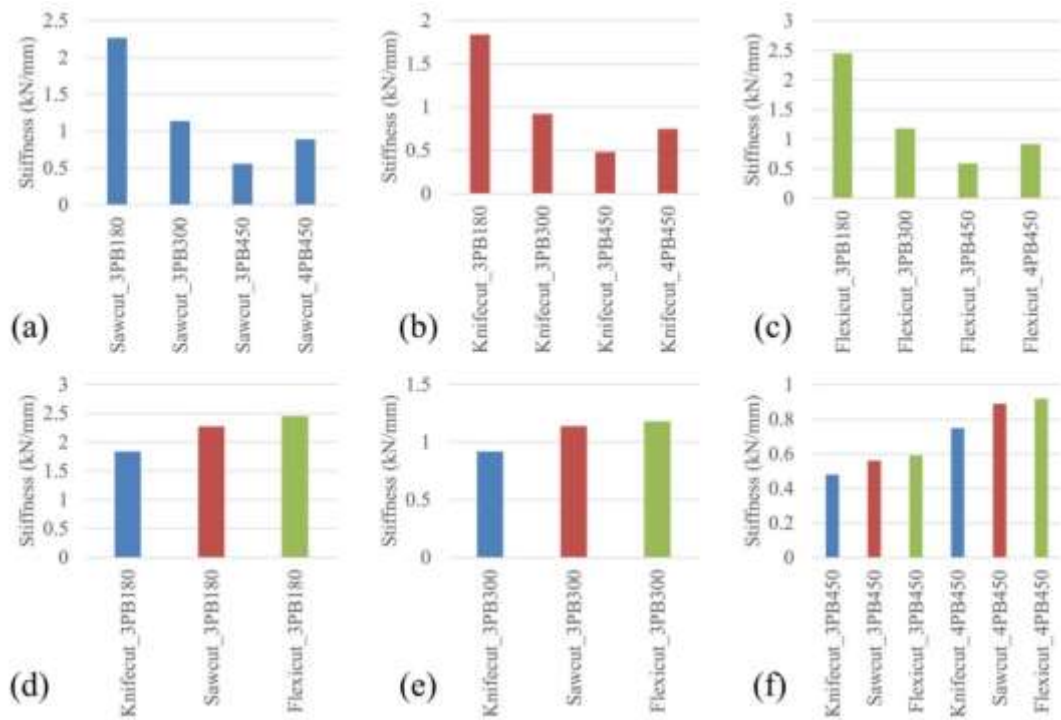 Stiffness (kN/mm)
2.5
2
1.5
1
0.5
0
Sawcut_3PB180
Sawcut_3PB300
Sawcut_3PB450
Sawcut_4PB450
(a)
Stiffness (kN/mm)
2
1.5
1
0.5
0
Knifecut_3PB180
Knifecut_3PB300
Knifecut_3PB450
Knifecut_4PB450
(b)
Stiffness (kN/mm)
3
2.5
2
1.5
1
0.5
0
Flexicut_3PB180
Flexicut_3PB300
Flexicut_3PB450
Flexicut_4PB450
(c)
Stiffness (kN/mm)
3
2.5
2
1.5
1
0.5
0
Knifecut_3PB180
Sawcut_3PB180
Flexicut_3PB180
(d)
Stiffness (kN/mm)
1.5
1
0.5
0
Knifecut_3PB300
Sawcut_3PB300
Flexicut_3PB300
(e)
Stiffness (kN/mm)
1
0.8
0.6
0.4
0.2
0
Knifecut_3PB450
Sawcut_3PB450
Flexicut_3PB450
Knifecut_4PB450
Sawcut_4PB450
Flexicut_4PB450
(f)